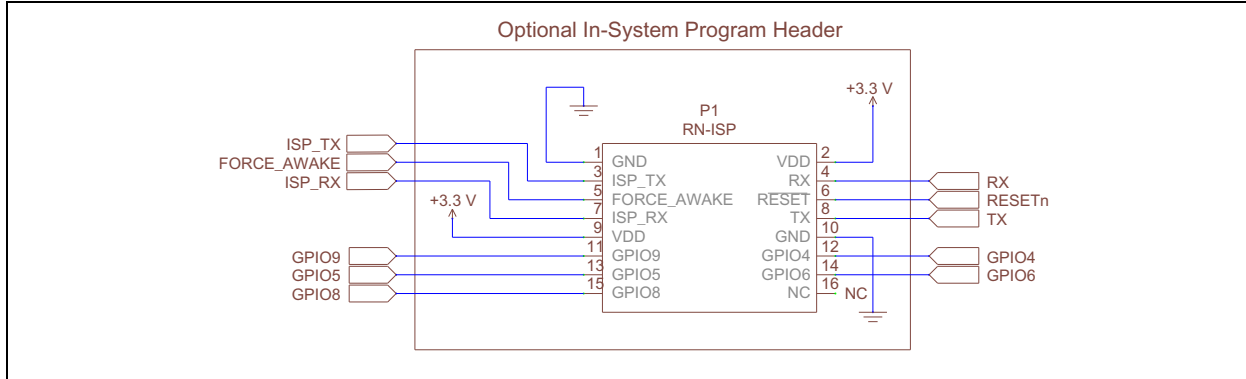 Optional In-System Program Header
+3.3 V
P1
RN-ISP
ISP_TX
FORCE_AWAKE
ISP_RX
+3.3 V
GPIO9
GPIO5
GPIO8
1 GND VDD 2
3 ISP_TX RX 4
5 FORCE_AWAKE RESET 6
7 ISP_RX TX 8
9 VDD GND 10
11 GPIO9 GPIO4 12
13 GPIO5 GPIO6 14
15 GPIO8 NC 16
NC
RX
RESETn
TX
GPIO4
GPIO6